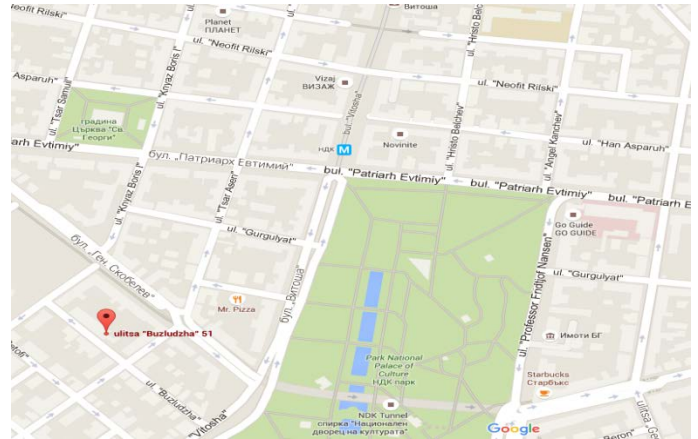 Planet
ПЛАНЕТ
Витоша
ul. "Neofit Rilski"
ul. "Knyaz Boris I"
ul. "Hristo Belchev"
Asparuh"
ul. "Tsar Samuil"
Vizaj
ВИЗАЖ
ul. "Neofit Rilski"
bul. "Vitosha"
градина
Църква "Св.
Георги"
НДК
M
Novinite
ul. "Hristo Belchev"
ul. "Angel Kanchev"
ul. "Han Asparuh"
arh Evtimiy"
бул. „Патриарх Евтимий"
bul. "Patriarh Evtimiy"
bul. "Patriarh Evtimiy"
bul. "Patriarh E
ul. "Knyaz Boris I"
ul. "Tsar Asen"
ul. "Gurgulyat"
Go Guide
GO GUIDE
бул. „Ген. Скобелев"
бул. „Витоша"
ul. "Professor Fridtjof Nansen"
ul. "Gurgulyat"
Mr. Pizza
ulitsa "Buzludzha" 51
Имоти БГ
Park National
Palace of
Culture
НДК парк
Starbucks
Старбъкс
ul. "Buzludzha"
"Vitosha"
NDK Tunnel
спирка "Национален
дворец на културата"
Google
ulitsa